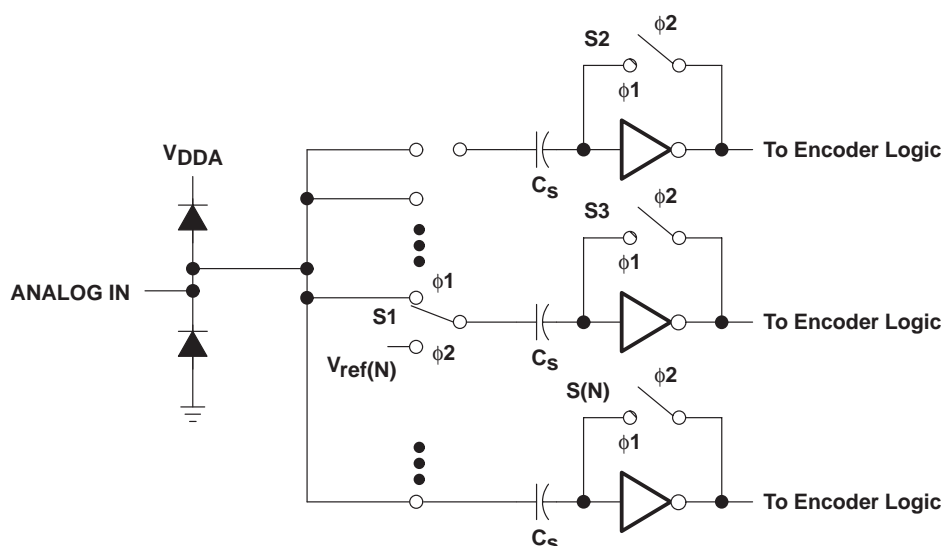 S2
ϕ2
ϕ1
VDDA
To Encoder Logic
CS
S3
ϕ2
ϕ1
ANALOG IN
ϕ1
S1
To Encoder Logic
Vref(N)
ϕ2
CS
S(N)
ϕ2
ϕ1
To Encoder Logic
CS